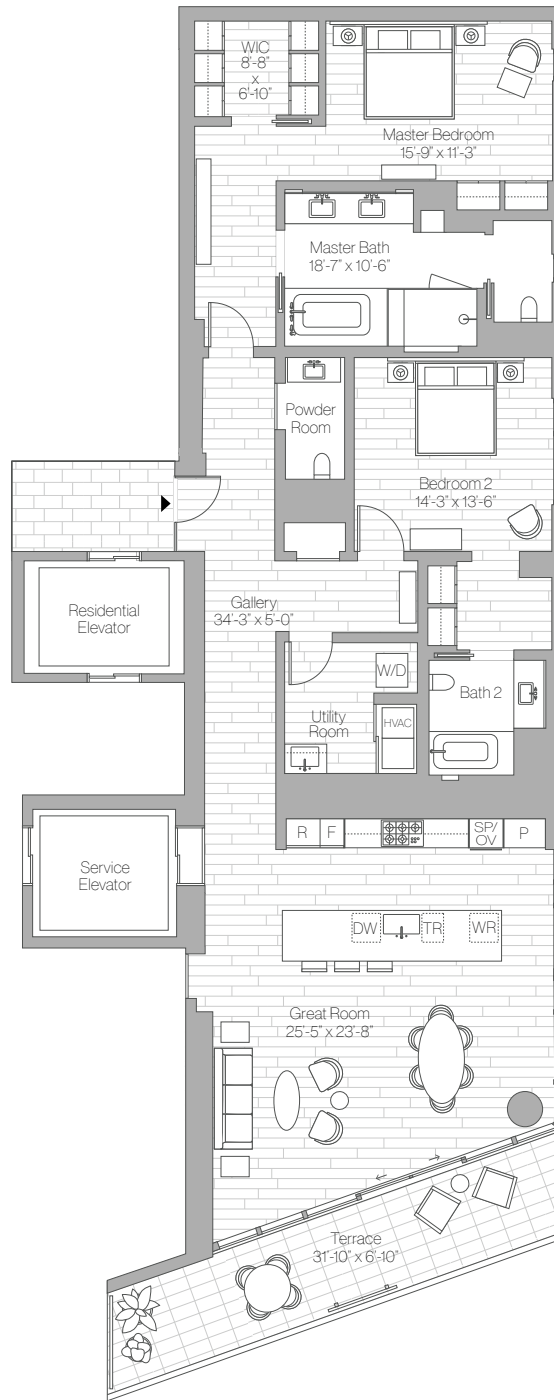 WIC
8'-8"
x
6'-10"
Master Bedroom
15'-9" x 11'-3"
Master Bath
18'-7" x 10'-6"
Powder
Room
Bedroom 2
14'-3" x 13'-6"
Residential
Elevator
Gallery
34'-3" x 5'-0"
W/D
Utility
Room
HVAC
Bath 2
R
F
SP/
OV
P
Service
Elevator
DW
TR
WR
Great Room
25'-5" x 23'-8"
Terrace
31'-10" x 6'-10"